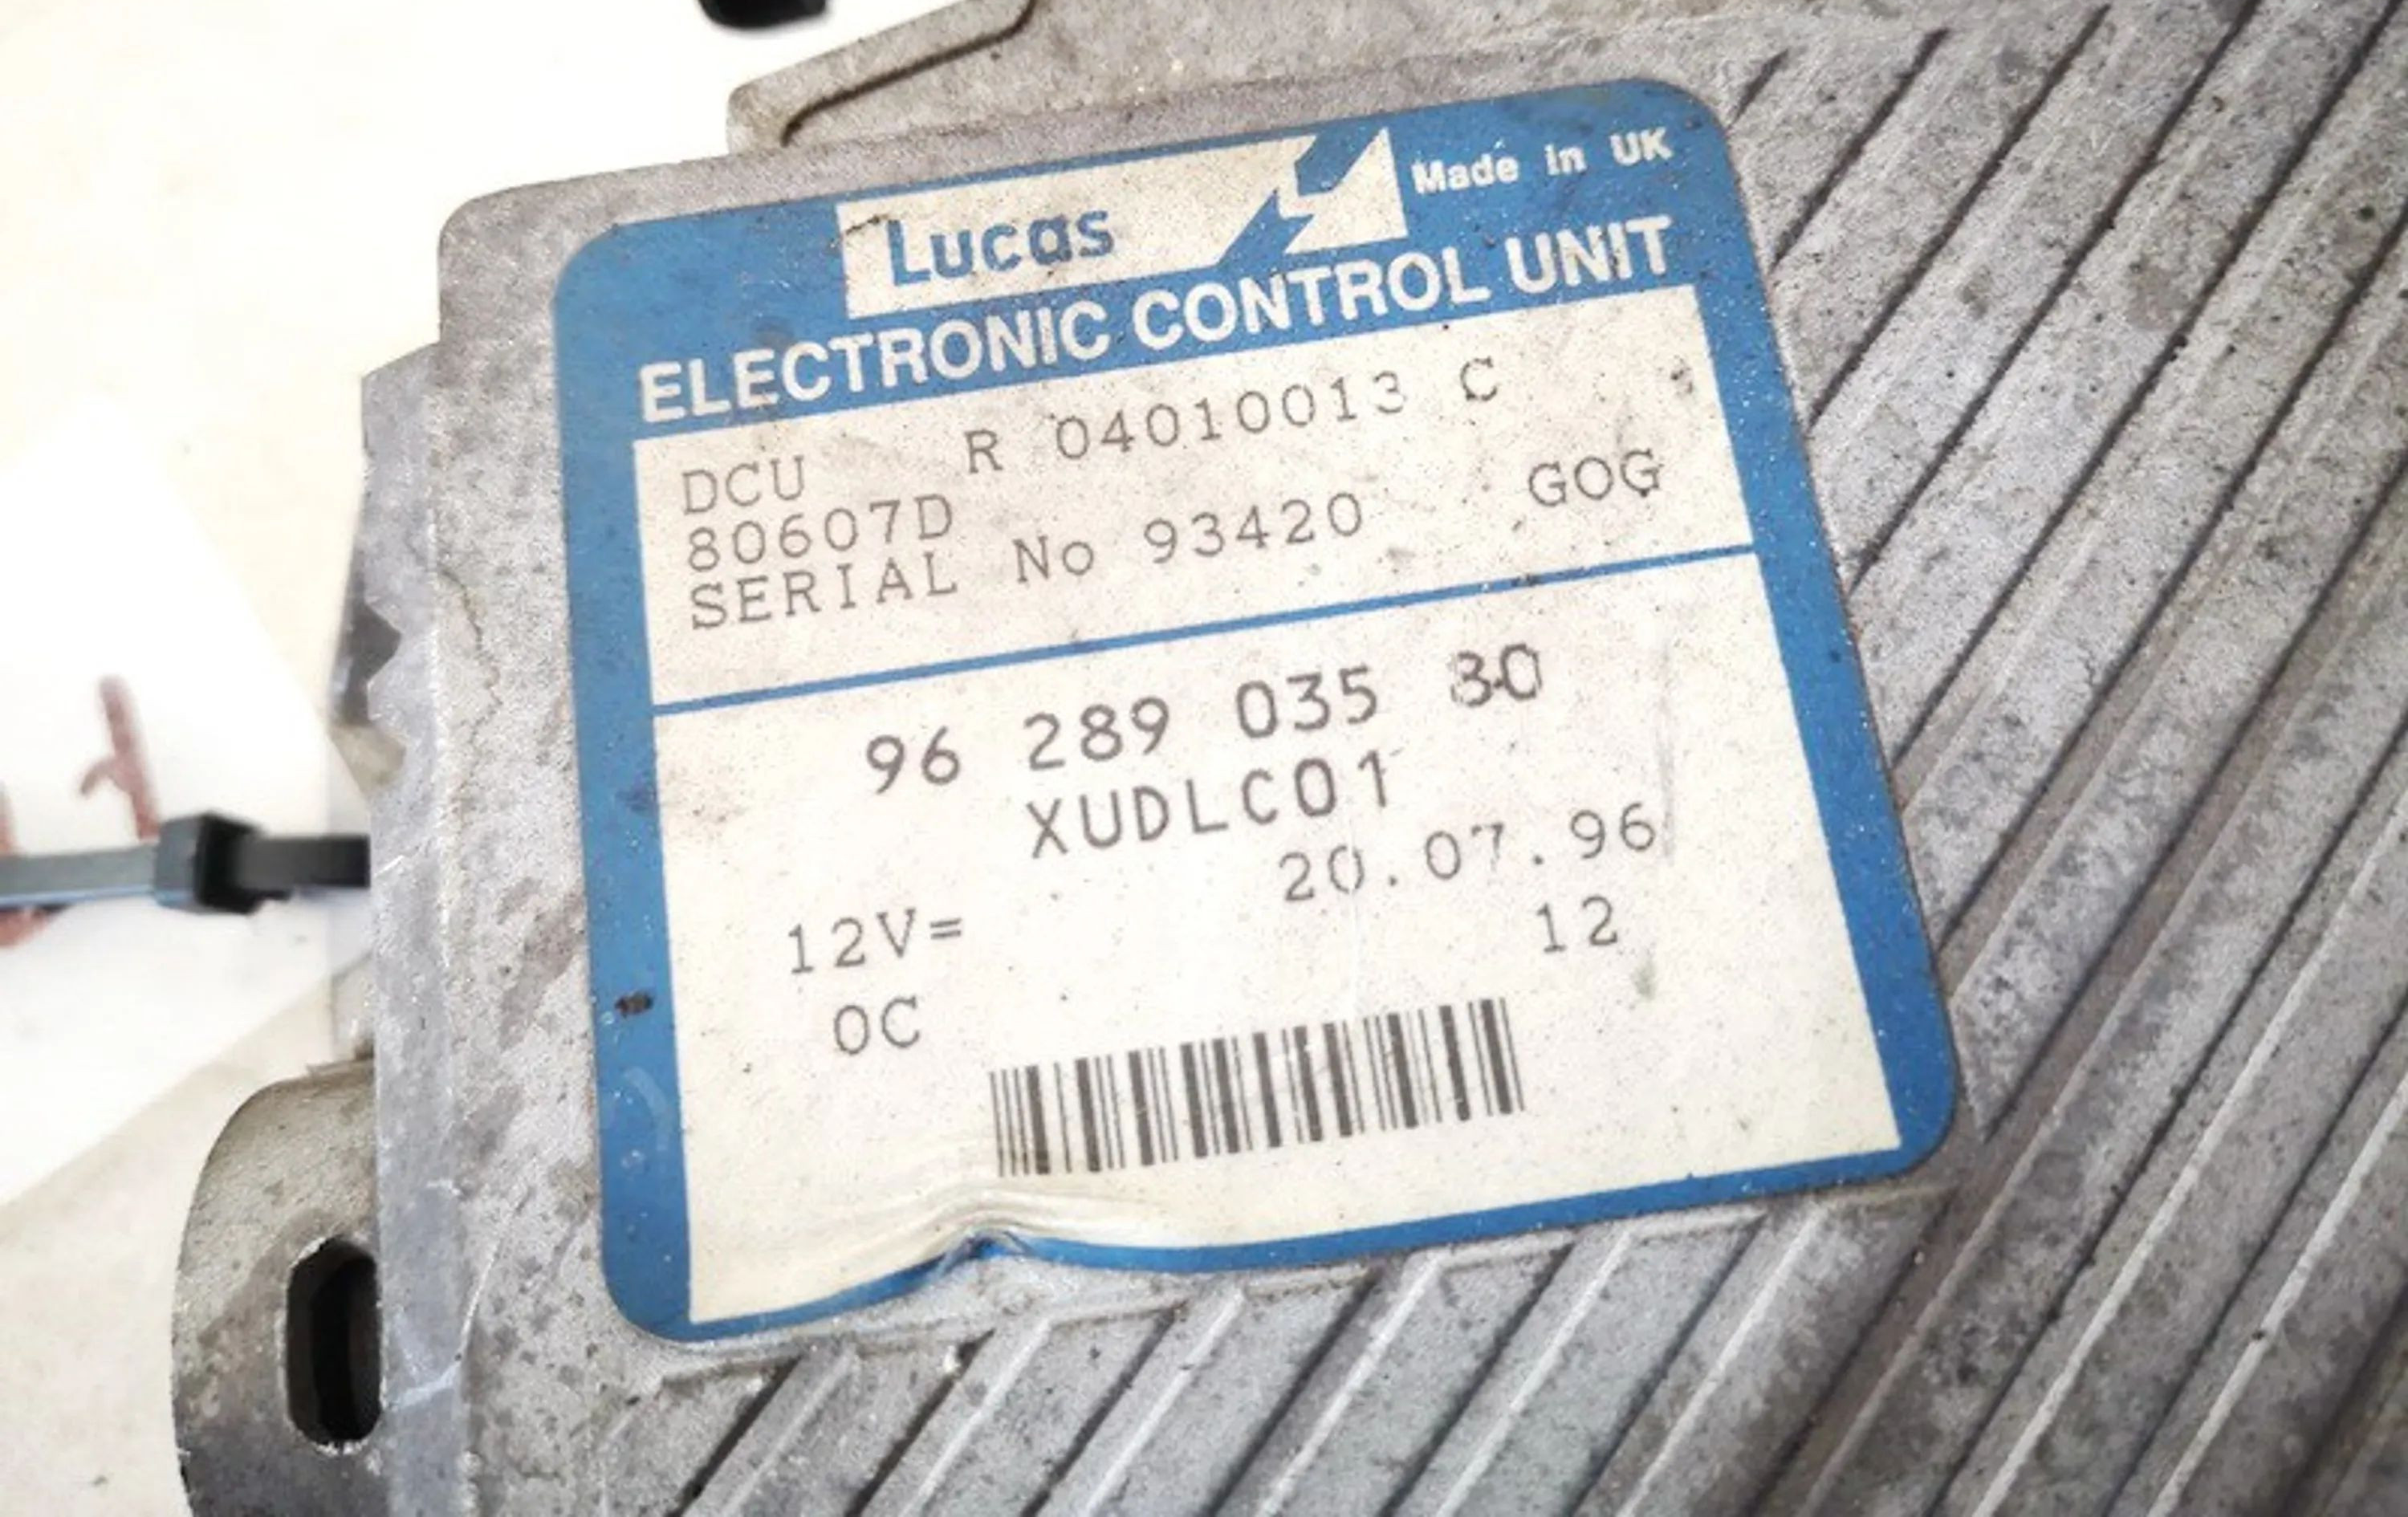 Lucas
Made in UK
ELECTRONIC CONTROL UNIT
DCU R 04010013 C
80607D
SERIAL No 93420 GOG
96 289 035 80
XUDLC01
20.07.96
12V= 12
0C